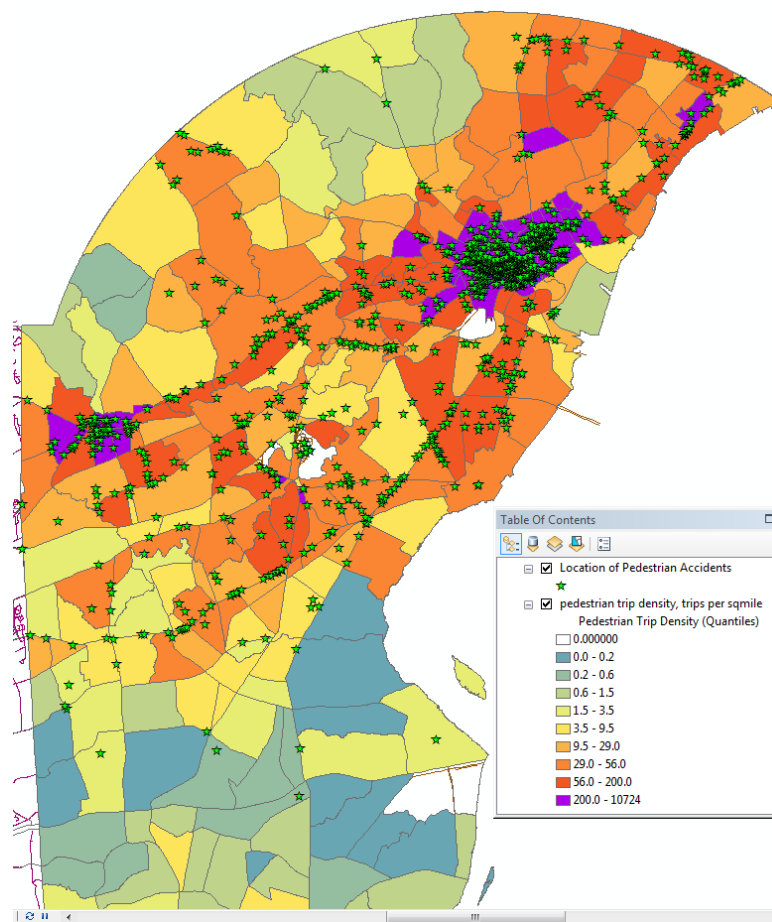 Table Of Contents
Location of Pedestrian Accidents
pedestrian trip density, trips per sqmile
Pedestrian Trip Density (Quantiles)
0.000000
0.0 - 0.2
0.2 - 0.6
0.6 - 1.5
1.5 - 3.5
3.5 - 9.5
9.5 - 29.0
29.0 - 56.0
56.0 - 200.0
200.0 - 10724